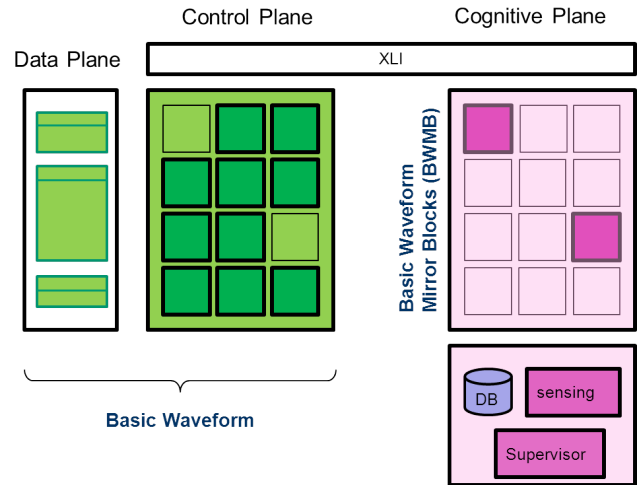 Control Plane
Cognitive Plane
Data Plane
XLI
Basic Waveform
Mirror Blocks (BWMB)
Basic Waveform
DB
sensing
Supervisor